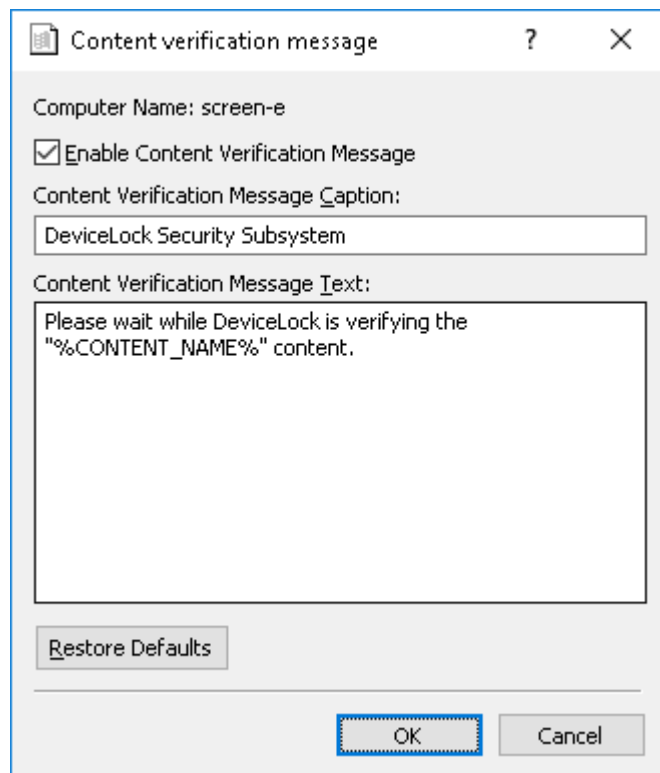 Content verification message
Computer Name: screen-e
Enable Content Verification Message
Content Verification Message Caption:
DeviceLock Security Subsystem
Content Verification Message Text:
Please wait while DeviceLock is verifying the
"%CONTENT_NAME%" content.
Restore Defaults
OK Cancel